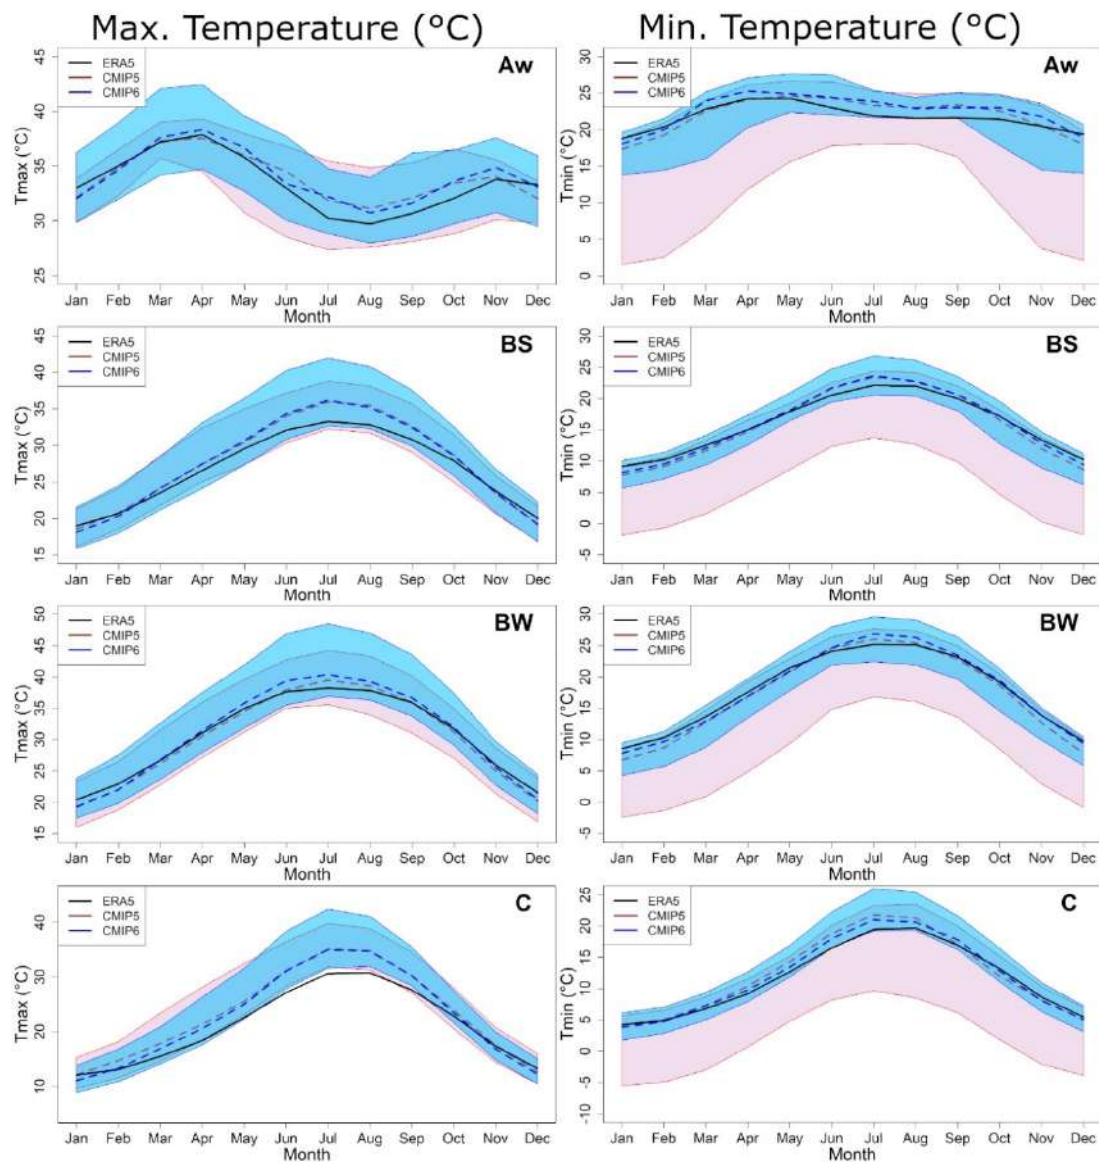 Max. Temperature (°C)
Min. Temperature (°C)
45
40
35
30
25
Tmax (°C)
ERA5
CMIP5
CMIP6
Aw
Jan Feb Mar Apr May Jun Jul Aug Sep Oct Nov Dec
Month
30
25
20
15
10
5
0
Tmin (°C)
ERA5
CMIP5
CMIP6
Aw
Jan Feb Mar Apr May Jun Jul Aug Sep Oct Nov Dec
Month
45
40
35
30
25
20
15
Tmax (°C)
ERA5
CMIP5
CMIP6
BS
Jan Feb Mar Apr May Jun Jul Aug Sep Oct Nov Dec
Month
30
25
20
15
10
5
0
-5
Tmin (°C)
ERA5
CMIP5
CMIP6
BS
Jan Feb Mar Apr May Jun Jul Aug Sep Oct Nov Dec
Month
50
45
40
35
30
25
20
15
Tmax (°C)
ERA5
CMIP5
CMIP6
BW
Jan Feb Mar Apr May Jun Jul Aug Sep Oct Nov Dec
Month
30
25
20
15
10
5
0
-5
Tmin (°C)
ERA5
CMIP5
CMIP6
BW
Jan Feb Mar Apr May Jun Jul Aug Sep Oct Nov Dec
Month
40
30
20
10
Tmax (°C)
ERA5
CMIP5
CMIP6
C
Jan Feb Mar Apr May Jun Jul Aug Sep Oct Nov Dec
Month
25
20
15
10
5
0
-5
-10
Tmin (°C)
ERA5
CMIP5
CMIP6
C
Jan Feb Mar Apr May Jun Jul Aug Sep Oct Nov Dec
Month